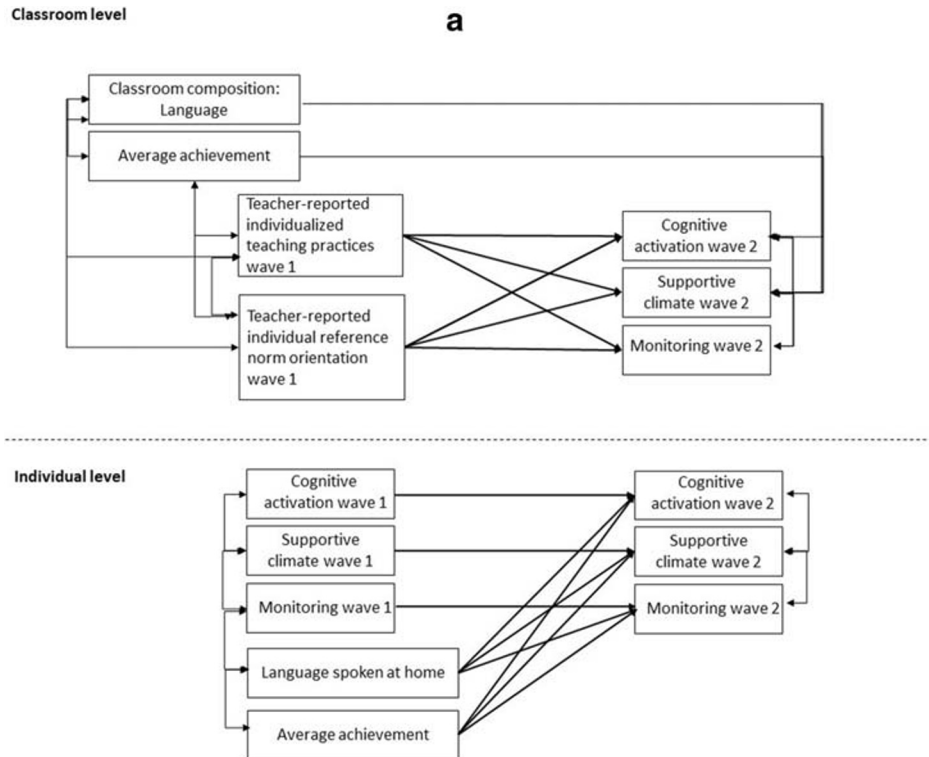 Classroom level
a
Classroom composition:
Language
Average achievement
Teacher-reported
individualized
teaching practices
wave 1
Teacher-reported
individual reference
norm orientation
wave 1
Cognitive
activation wave 2
Supportive
climate wave 2
Monitoring wave 2
Individual level
Cognitive
activation wave 1
Supportive
climate wave 1
Monitoring wave 1
Language spoken at home
Average achievement
Cognitive
activation wave 2
Supportive
climate wave 2
Monitoring wave 2